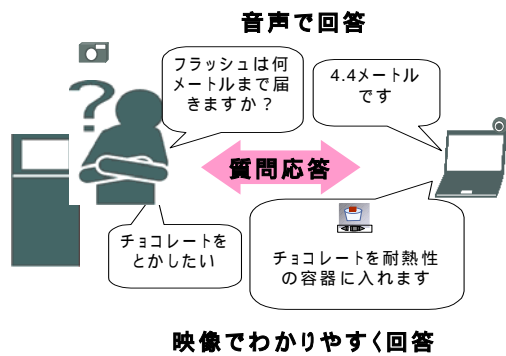 音声で回答
フラッシュは何
メートルまで届
きますか？
4.4メートル
です
?
質問応答
チョコレートを
とかしたい
チョコレートを耐熱性
の容器に入れます
映像でわかりやすく回答